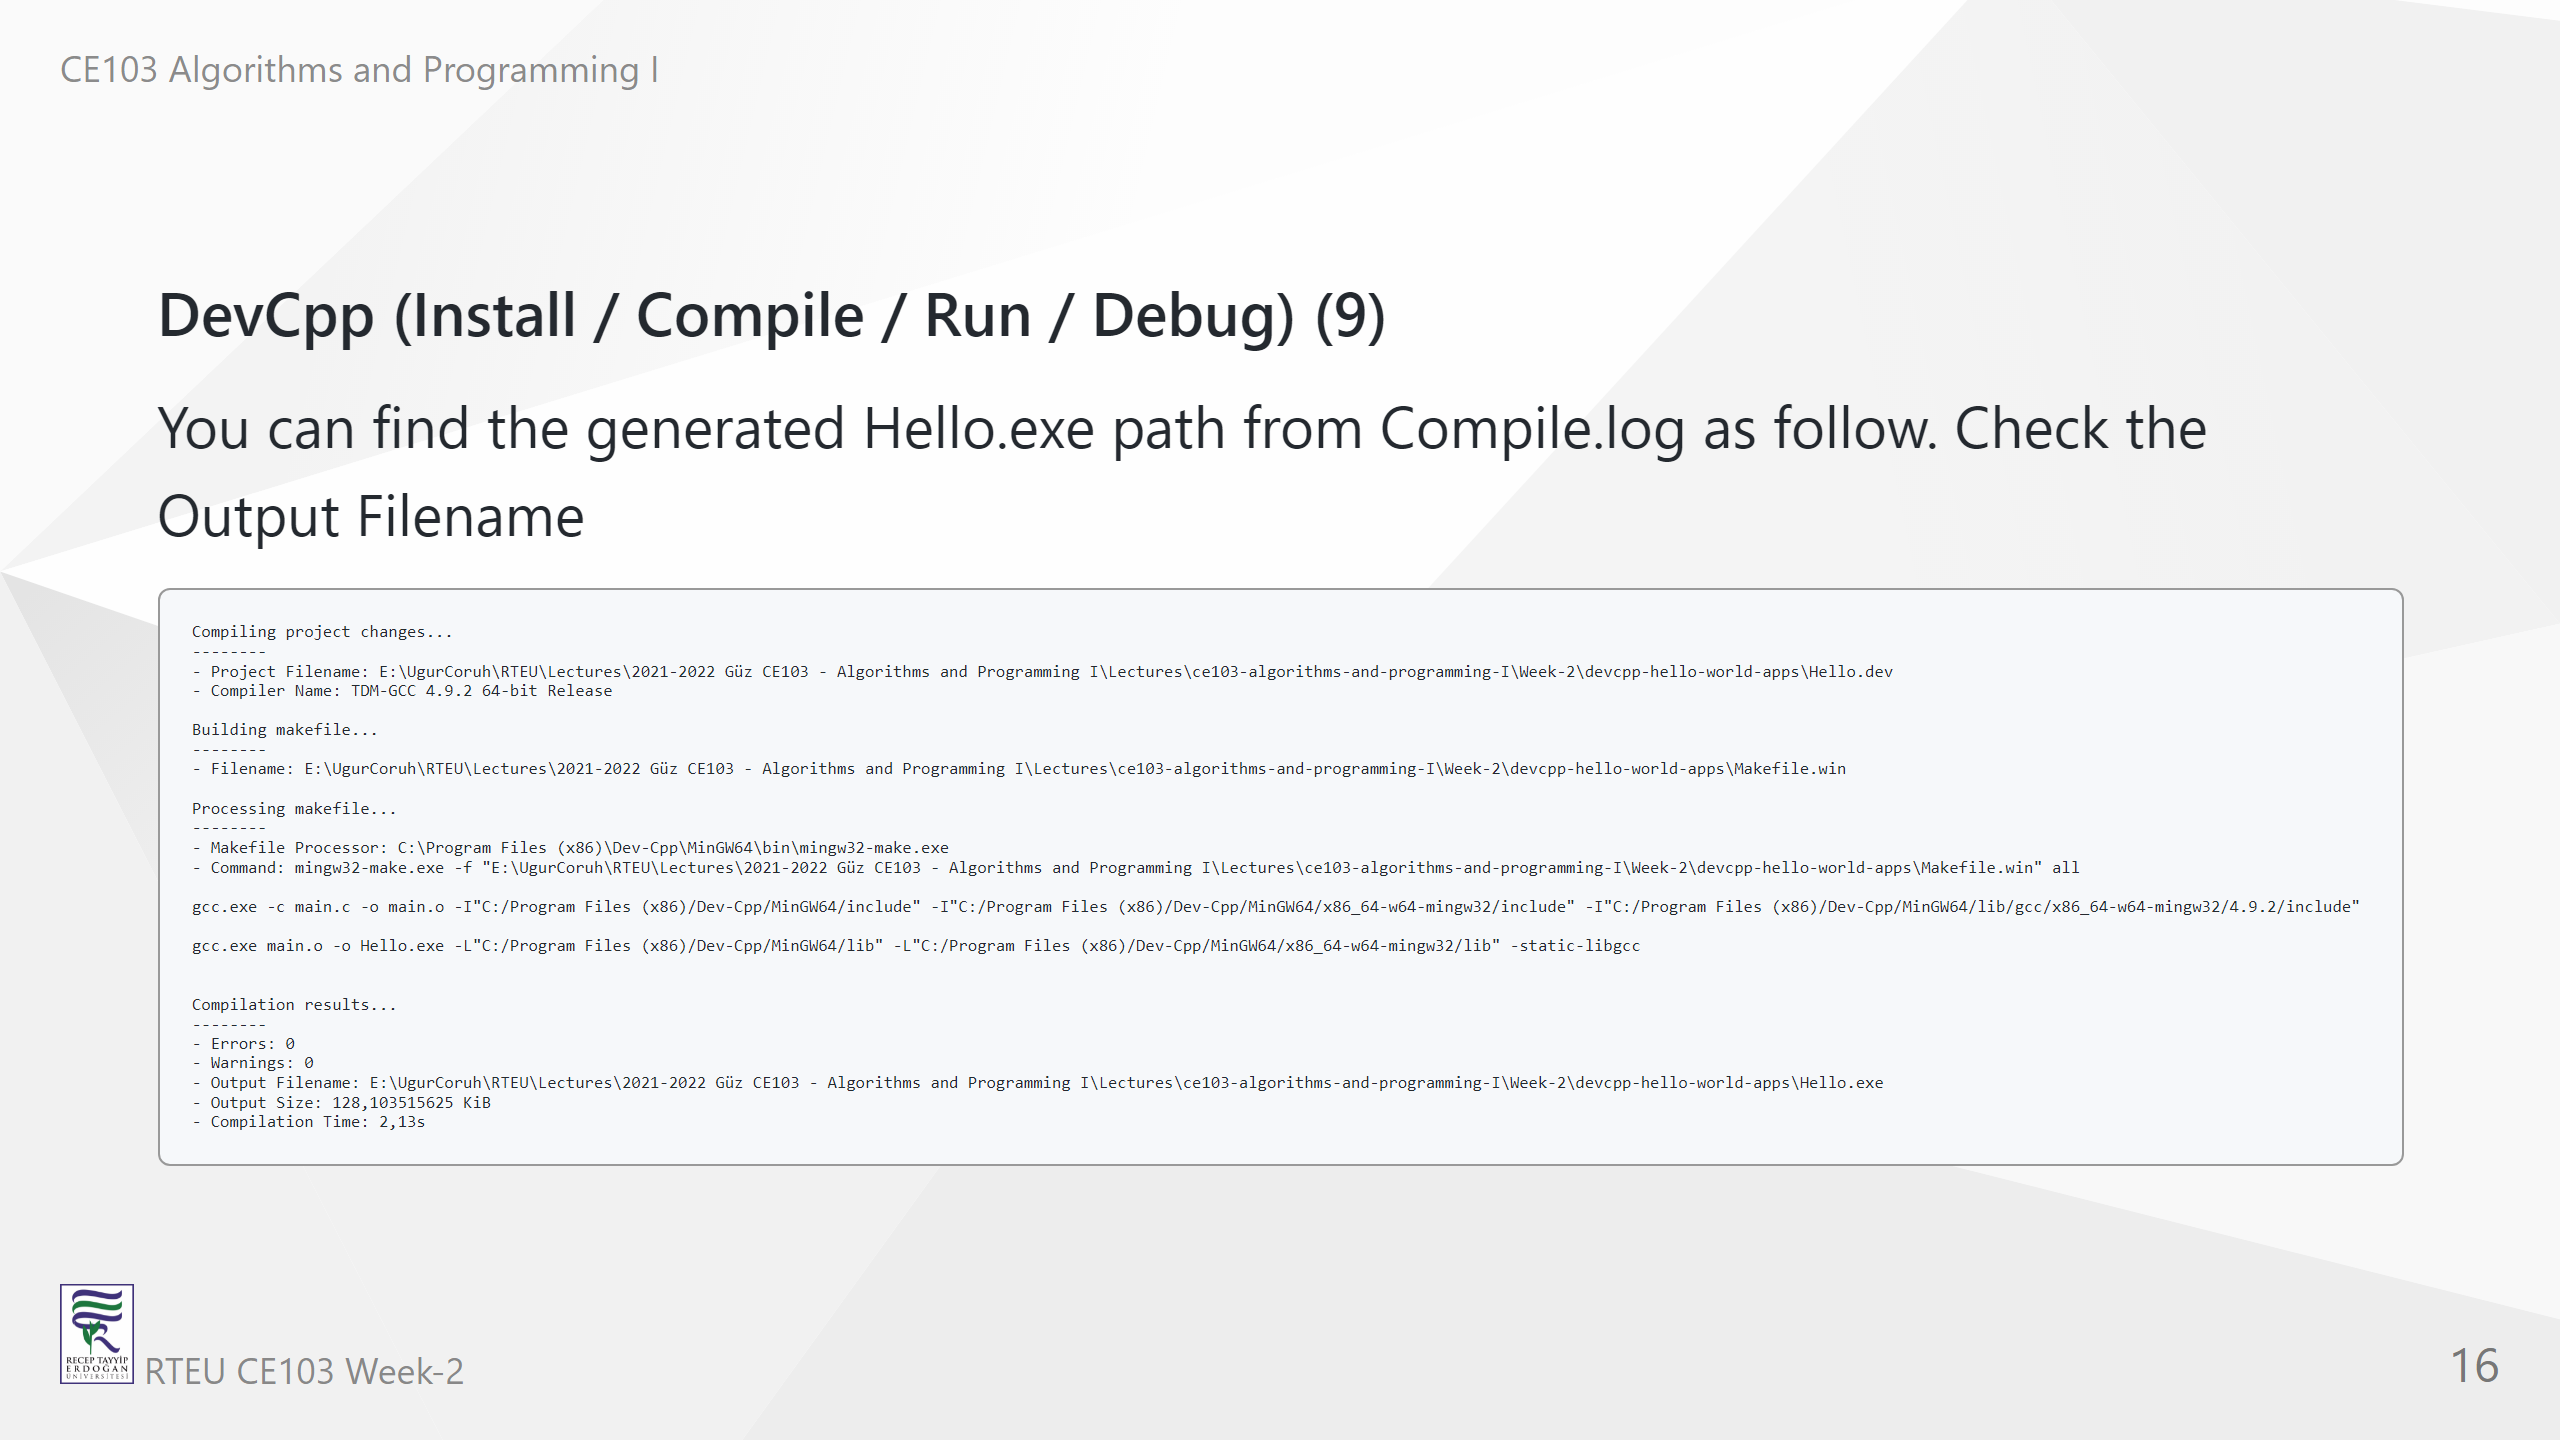 CE103 Algorithms and Programming I
DevCpp (Install / Compile / Run / Debug) (9)
You can find the generated Hello.exe path from Compile.log as follow. Check the
Output Filename
Compiling project changes...
--------
- Project Filename: E:\UgurCoruh\RTEU\Lectures\2021-2022 Güz CE103 - Algorithms and Programming I\Lectures\ce103-algorithms-and-programming-I\Week-2\devcpp-hello-world-apps\Hello.dev
- Compiler Name: TDM-GCC 4.9.2 64-bit Release
Building makefile...
--------
- Filename: E:\UgurCoruh\RTEU\Lectures\2021-2022 Güz CE103 - Algorithms and Programming I\Lectures\ce103-algorithms-and-programming-I\Week-2\devcpp-hello-world-apps\Makefile.win
Processing makefile...
--------
- Makefile Processor: C:\Program Files (x86)\Dev-Cpp\MinGW64\bin\mingw32-make.exe
- Command: mingw32-make.exe -f "E:\UgurCoruh\RTEU\Lectures\2021-2022 Güz CE103 - Algorithms and Programming I\Lectures\ce103-algorithms-and-programming-I\Week-2\devcpp-hello-world-apps\Makefile.win" all
gcc.exe -c main.c -o main.o -I"C:/Program Files (x86)/Dev-Cpp/MinGW64/include" -I"C:/Program Files (x86)/Dev-Cpp/MinGW64/x86_64-w64-mingw32/include" -I"C:/Program Files (x86)/Dev-Cpp/MinGW64/lib/gcc/x86_64-w64-mingw32/4.9.2/include"
gcc.exe main.o -o Hello.exe -L"C:/Program Files (x86)/Dev-Cpp/MinGW64/lib" -L"C:/Program Files (x86)/Dev-Cpp/MinGW64/x86_64-w64-mingw32/lib" -static-libgcc
Compilation results...
--------
- Errors: 0
- Warnings: 0
- Output Filename: E:\UgurCoruh\RTEU\Lectures\2021-2022 Güz CE103 - Algorithms and Programming I\Lectures\ce103-algorithms-and-programming-I\Week-2\devcpp-hello-world-apps\Hello.exe
- Output Size: 128,103515625 KiB
- Compilation Time: 2,13s
RECEP TAYYİP
ERDOĞAN
ÜNİVERSİTESİ
RTEU CE103 Week-2
16